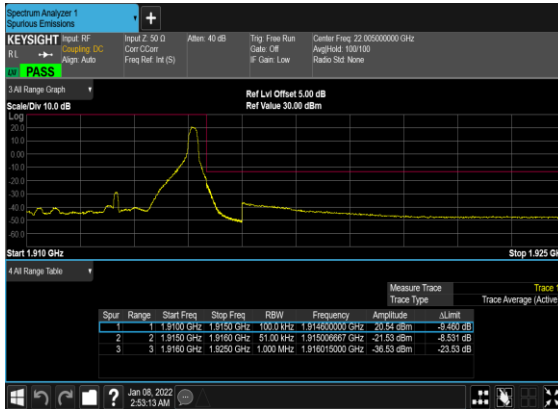 Spectrum Analyzer 1
Spurious Emissions
+
KEYSIGHT Input: RF Input Z: 50 Ω Atten: 40 dB Trig: Free Run Center Freq: 22.005000000 GHz
RL Coupling: DC Corr CCorr Gate: Off Avg|Hold: 100/100
Align: Auto Freq Ref: Int (S) IF Gain: Low Radio Std: None
LXI PASS
3 All Range Graph
Ref Lvl Offset 5.00 dB
Scale/Div 10.0 dB Ref Value 30.00 dBm
Log
20.0
10.0
0.00
-10.0
-20.0
-30.0
-40.0
-50.0
-60.0
Start 1.910 GHz Stop 1.925 GH
4 All Range Table
Measure Trace Trace 1
Trace Type Trace Average (Active
Spur Range Start Freq Stop Freq RBW Frequency Amplitude ΔLimit
1 1 1.9100 GHz 1.9150 GHz 100.0 kHz 1.914600000 GHz 20.54 dBm -9.460 dB
2 2 1.9150 GHz 1.9160 GHz 51.00 kHz 1.915006667 GHz -21.53 dBm -8.531 dB
3 3 1.9160 GHz 1.9250 GHz 1.000 MHz 1.916015000 GHz -36.53 dBm -23.53 dB
? Jan 08, 2022
2:53:13 AM